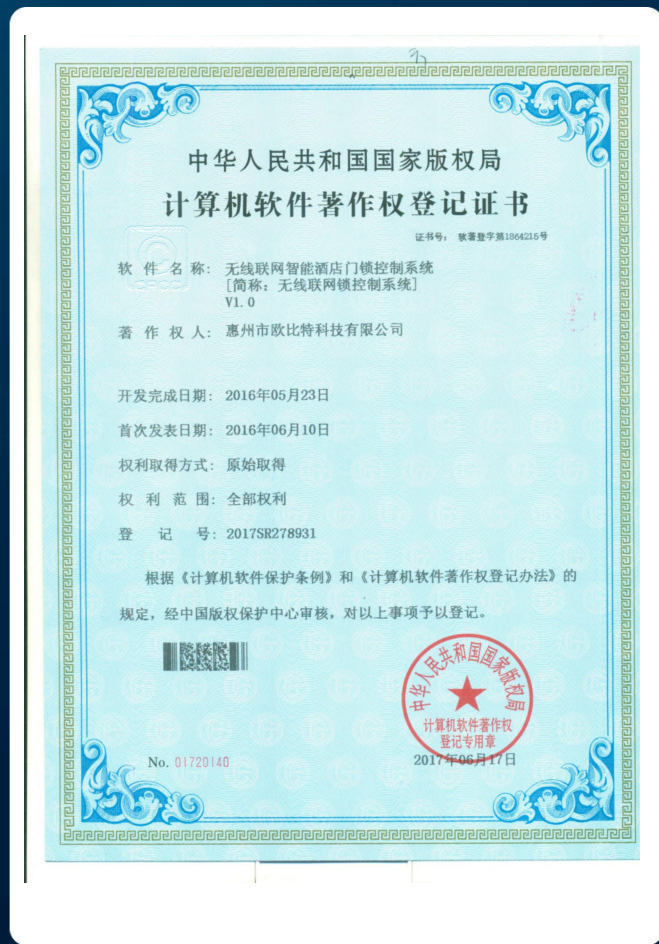 中华人民共和国国家版权局
计算机软件著作权登记证书
证书号： 软著登字第1864215号
CPCC
软件名称： 无线联网智能酒店门锁控制系统
[简称：无线联网锁控制系统]
V1.0
著作权人： 惠州市欧比特科技有限公司
开发完成日期： 2016年05月23日
首次发表日期： 2016年06月10日
权利取得方式： 原始取得
权利范围： 全部权利
登记号： 2017SR278931
根据《计算机软件保护条例》和《计算机软件著作权登记办法》的
规定，经中国版权保护中心审核，对以上事项予以登记。
中华人民共和国国家版权局
计算机软件著作权
登记专用章
No. 01720140
2017年06月17日